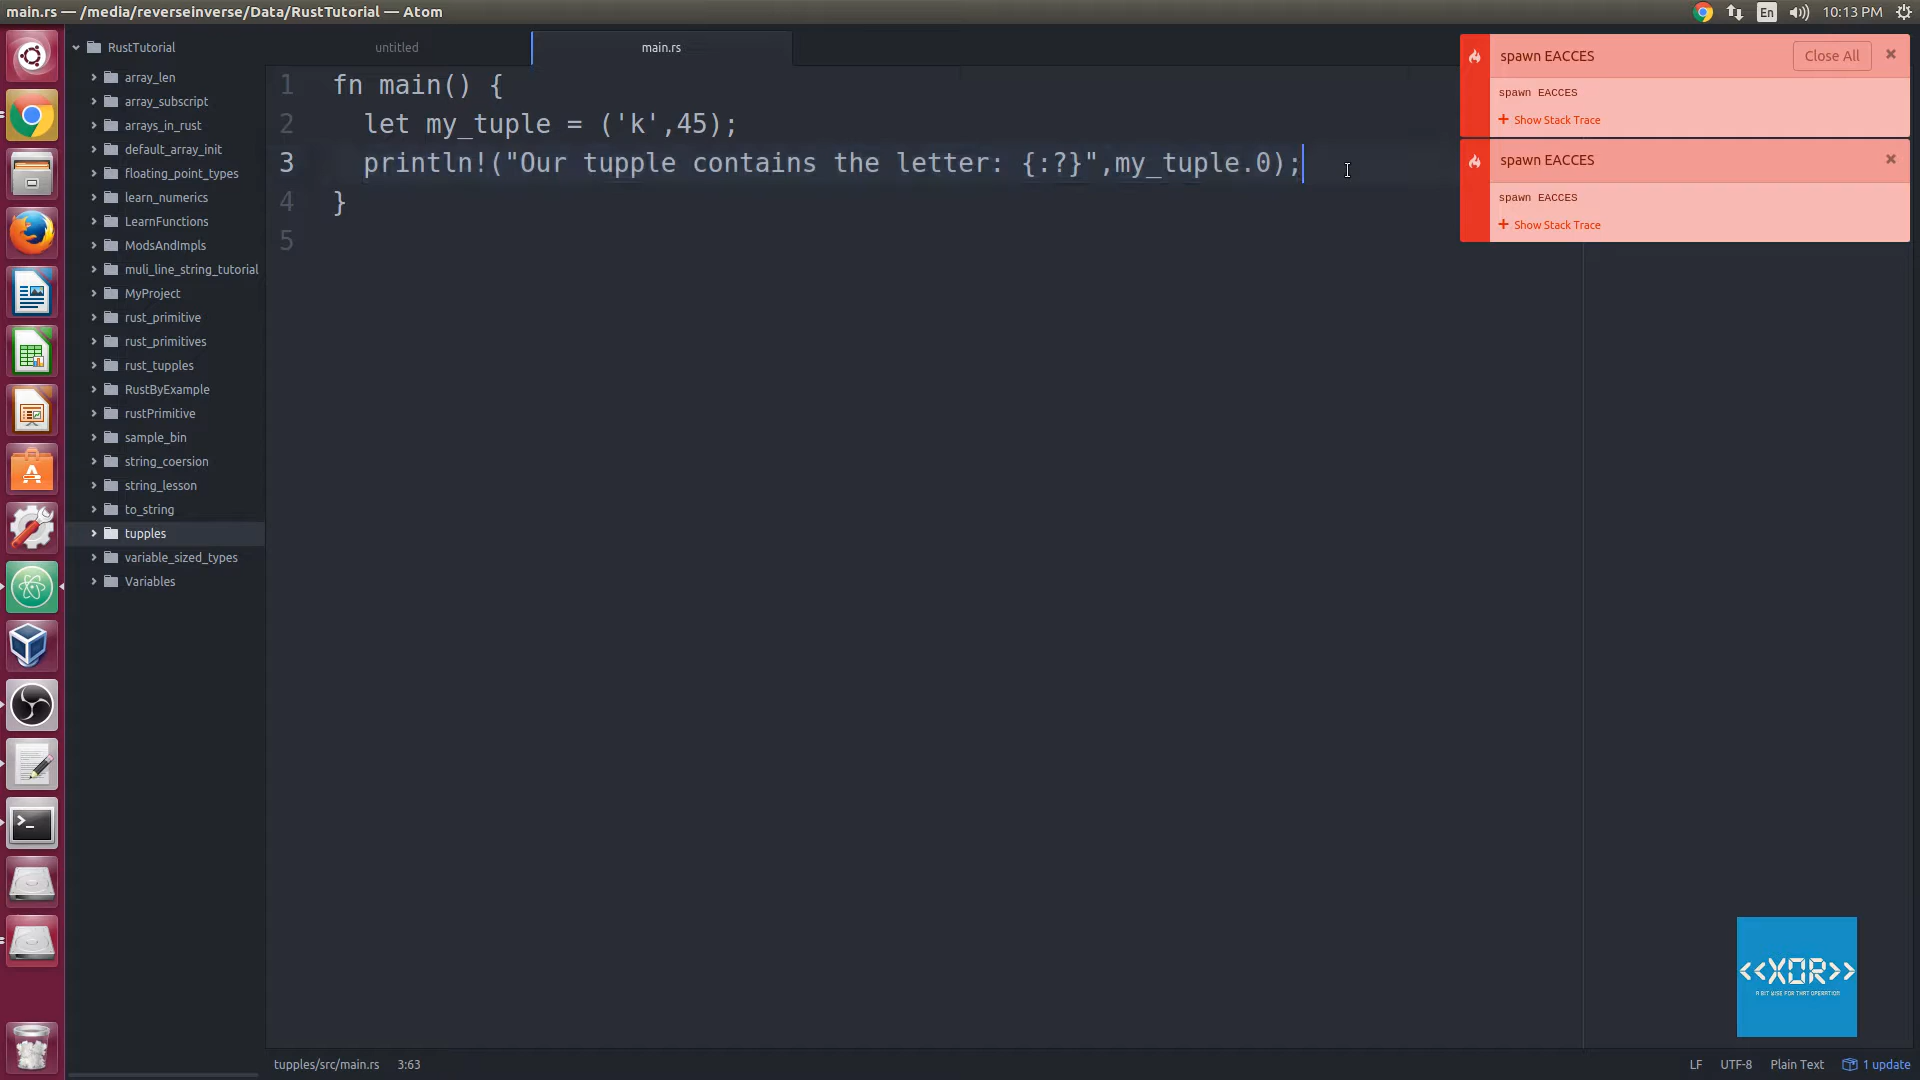 main.rs — /media/reverseinverse/Data/RustTutorial — Atom
En
10:13 PM
RustTutorial
array_len
array_subscript
arrays_in_rust
default_array_init
floating_point_types
learn_numerics
LearnFunctions
ModsAndImpls
muli_line_string_tutorial
MyProject
rust_primitive
rust_primitives
rust_tupples
RustByExample
rustPrimitive
sample_bin
string_coersion
string_lesson
to_string
tupples
variable_sized_types
Variables
untitled
main.rs
1 fn main() {
2 let my_tuple = ('k',45);
3 println!("Our tupple contains the letter: {:?}",my_tuple.0);
4 }
5
spawn EACCES
Close All
spawn EACCES
Show Stack Trace
spawn EACCES
spawn EACCES
Show Stack Trace
<<XOR>>
A BIT WISE FOR THAT OPERATION
tupples/src/main.rs 3:63
LF UTF-8 Plain Text 1 update